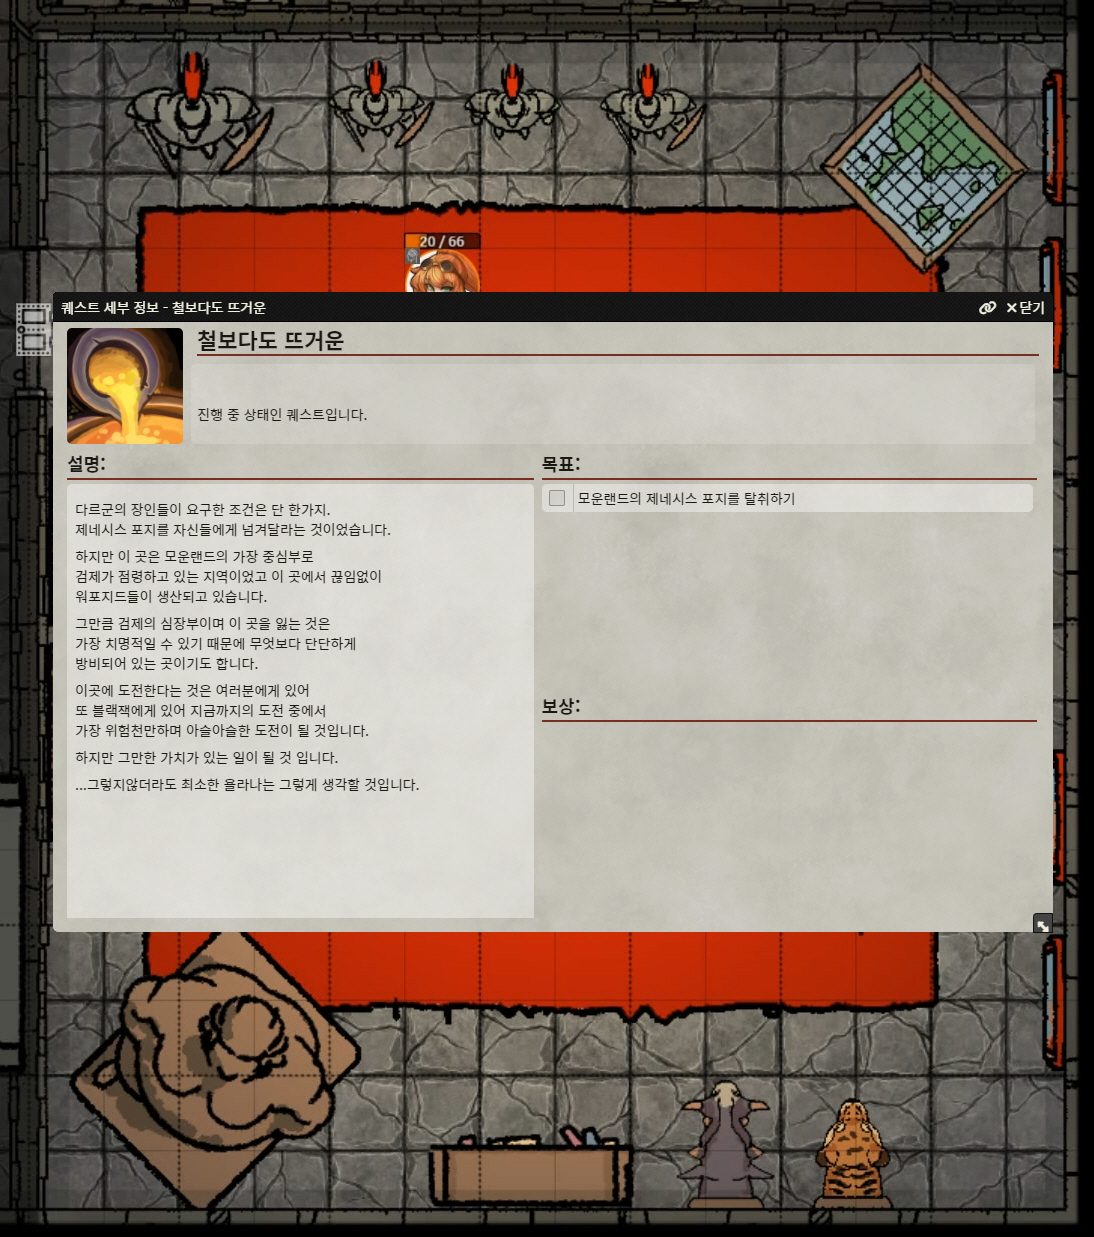 20 / 66
퀘스트 세부 정보 - 철보다도 뜨거운
닫기
철보다도 뜨거운
진행 중 상태인 퀘스트입니다.
설명:
다르군의 장인들이 요구한 조건은 단 한가지.
제네시스 포지를 자신들에게 넘겨달라는 것이었습니다.
하지만 이 곳은 모운랜드의 가장 중심부로
검제가 점령하고 있는 지역이었고 이 곳에서 끊임없이
워포지드들이 생산되고 있습니다.
그만큼 검제의 심장부이며 이 곳을 잃는 것은
가장 치명적일 수 있기 때문에 무엇보다 단단하게
방비되어 있는 곳이기도 합니다.
이곳에 도전한다는 것은 여러분에게 있어
또 블랙잭에게 있어 지금까지의 도전 중에서
가장 위험천만하며 아슬아슬한 도전이 될 것입니다.
하지만 그만한 가치가 있는 일이 될 것 입니다.
...그렇지않더라도 최소한 욜라나는 그렇게 생각할 것입니다.
목표:
모운랜드의 제네시스 포지를 탈취하기
보상: